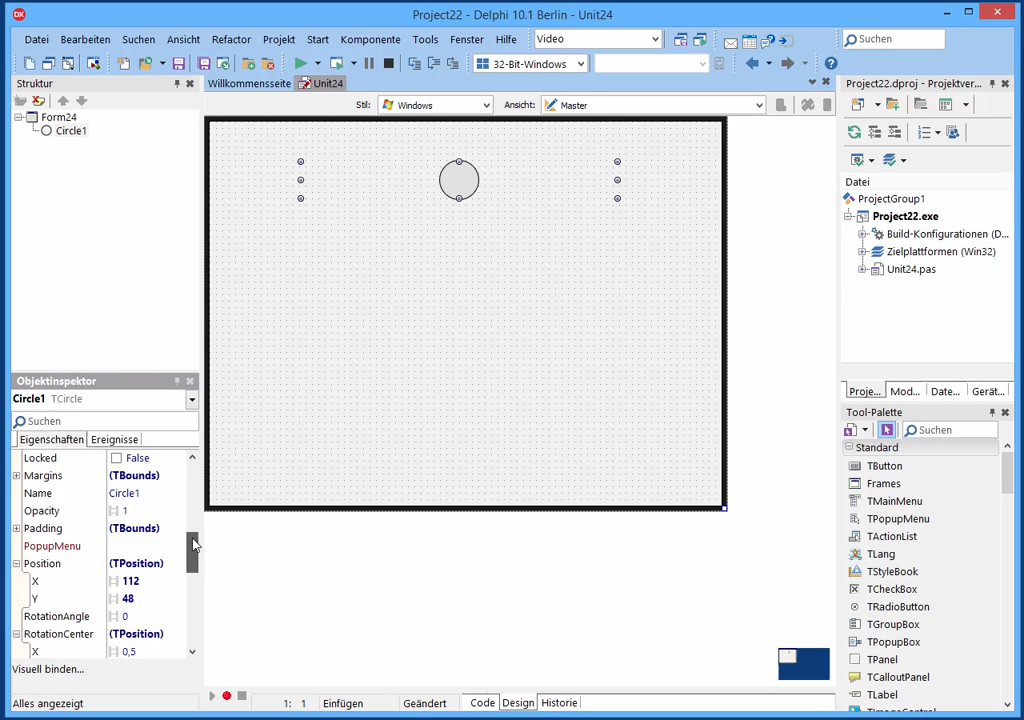 DX
Project22 - Delphi 10.1 Berlin - Unit24
Datei Bearbeiten Suchen Ansicht Refactor Projekt Start Komponente Tools Fenster Hilfe Video Suchen
32-Bit-Windows
Struktur
Form24
Circle1
Willkommensseite Unit24
Stil: Windows Ansicht: Master
Objektinspektor
Circle1 TCircle
Suchen
Eigenschaften Ereignisse
Locked False
Margins (TBounds)
Name Circle1
Opacity 1
Padding (TBounds)
PopupMenu
Position (TPosition)
X 112
Y 48
RotationAngle 0
RotationCenter (TPosition)
X 0,5
Visuell binden...
Alles angezeigt
1: 1 Einfügen Geändert Code Design Historie
Project22.dproj - Projektver...
Datei
ProjectGroup1
Project22.exe
Build-Konfigurationen (D...
Zielplattformen (Win32)
Unit24.pas
Proje... Mod... Date... Gerät...
Tool-Palette
Suchen
Standard
TButton
Frames
TMainMenu
TPopupMenu
TActionList
TLang
TStyleBook
TCheckBox
TRadioButton
TGroupBox
TPopupBox
TPanel
TCalloutPanel
TLabel
TImageControl